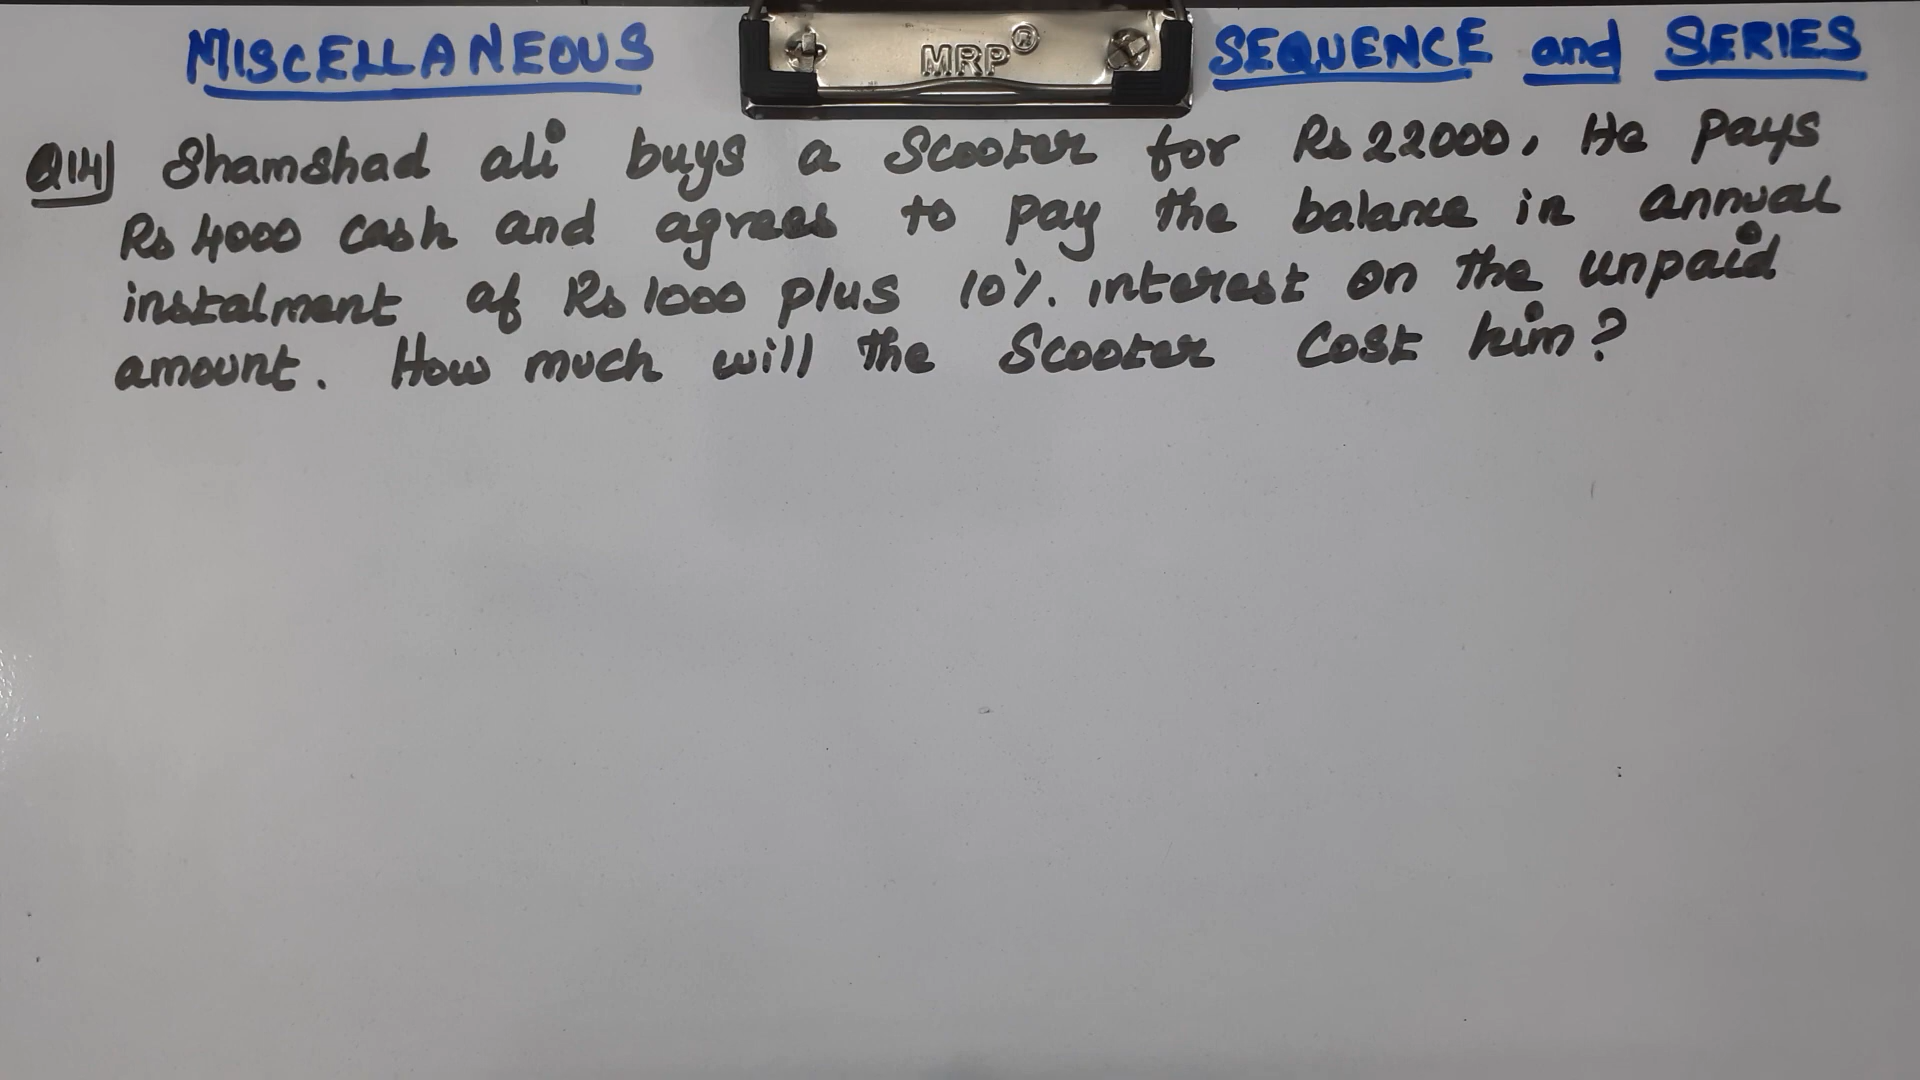 MISCELLANEOUS
MRP®
SEQUENCE and SERIES
Q14) Shamshad ali buys a Scooter for Rs 22000. He pays
Rs 4000 cash and agrees to pay the balance in annual
instalment of Rs 1000 plus 10%. interest on the unpaid
amount. How much will the Scooter Cost him?